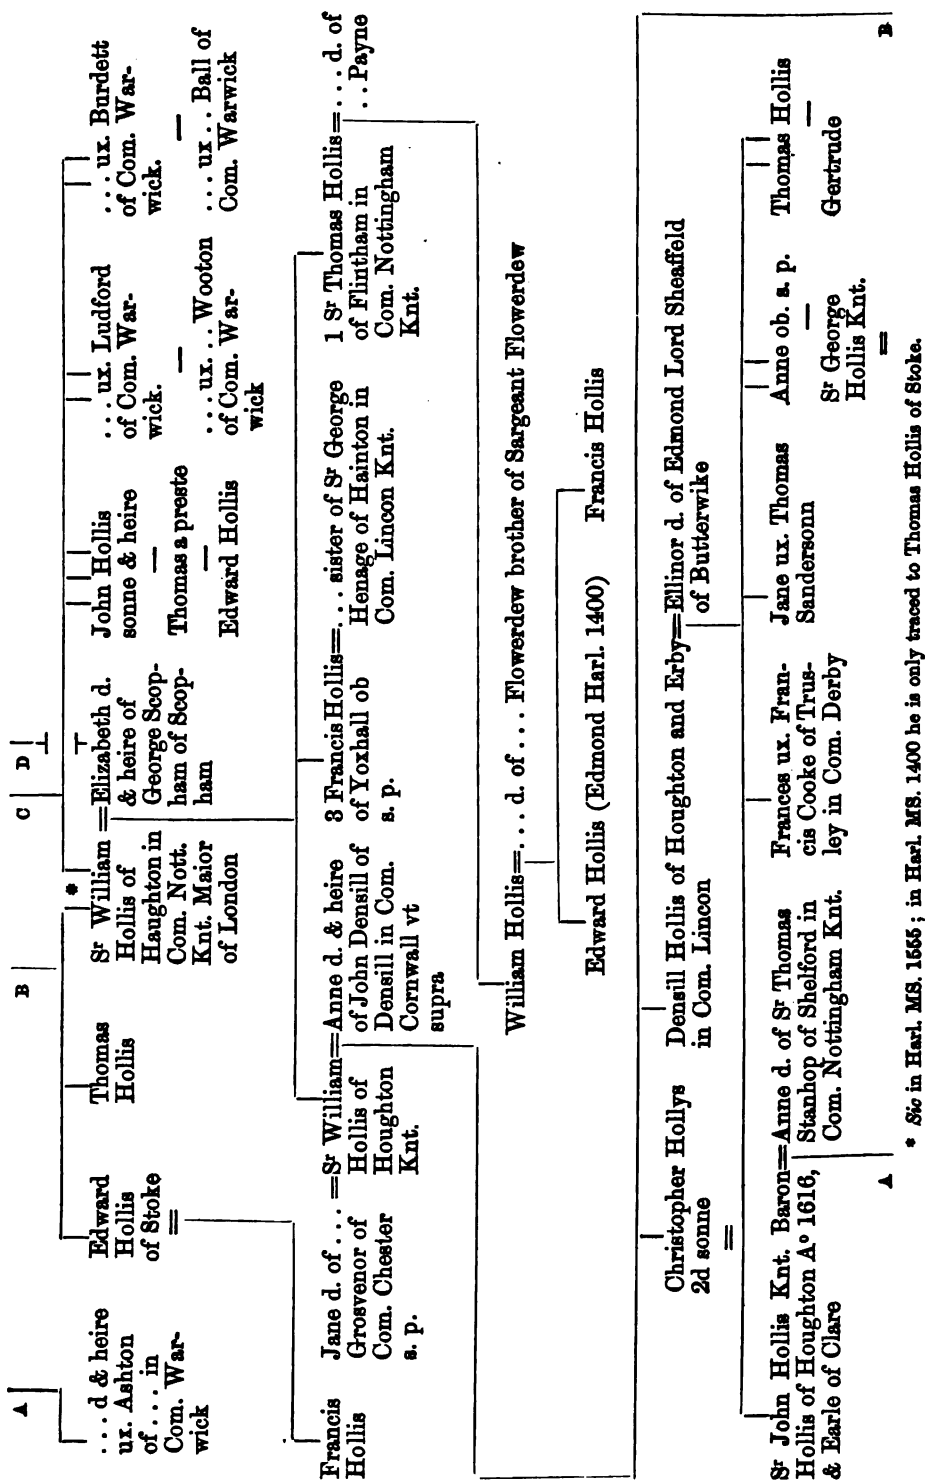 A
B
C
D
... d & heire
ux. Ashton
of ... in
Com. War-
wick
Edward
Hollis
of Stoke
=
Thomas
Hollis
*
Sr William
Hollis of
Haughton in
Com. Nott.
Knt. Maior
of London
=Elizabeth d.
& heire of
George Scop-
ham of Scop-
ham
John Hollis
sonne & heire
—
Thomas a preste
—
Edward Hollis
... ux. Ludford
of Com. War-
wick.
—
... ux... Wooton
of Com. War-
wick
... ux. Burdett
of Com. War-
wick.
—
... ux.. Ball of
Com. Warwick
Francis
Hollis
Jane d. of ...
Grosvenor of
Com. Chester
s. p.
=Sr William=
Hollis of
Houghton
Knt.
Anne d. & heire
of John Densill of
Densill in Com.
Cornwall vt
supra
3 Francis Hollis=
of Yoxhall ob
s. p.
... sister of Sr George
Henage of Hainton in
Com. Lincon Knt.
1 Sr Thomas Hollis=
of Flintham in
Com. Nottingham
Knt.
... d. of
.. Payne
William Hollis=... d. of ... Flowerdew brother of Sargeant Flowerdew
Edward Hollis (Edmond Harl. 1400)
Francis Hollis
Christopher Hollys
2d sonne
=
Densill Hollis of Houghton and Erby=
in Com. Lincon
Ellinor d. of Edmond Lord Sheaffeld
of Butterwike
B
Sr John Hollis Knt. Baron=
Hollis of Houghton Ao 1616,
& Earle of Clare
Anne d. of Sr Thomas
Stanhop of Shelford in
Com. Nottingham Knt.
A
Frances ux. Fran-
cis Cooke of Trus-
ley in Com. Derby
Jane ux. Thomas
Sandersonn
Anne ob. s. p.
—
Sr George
Hollis Knt.
=
Thomas Hollis
—
Gertrude
* Sic in Harl. MS. 1555; in Harl. MS. 1400 he is only traced to Thomas Hollis of Stoke.